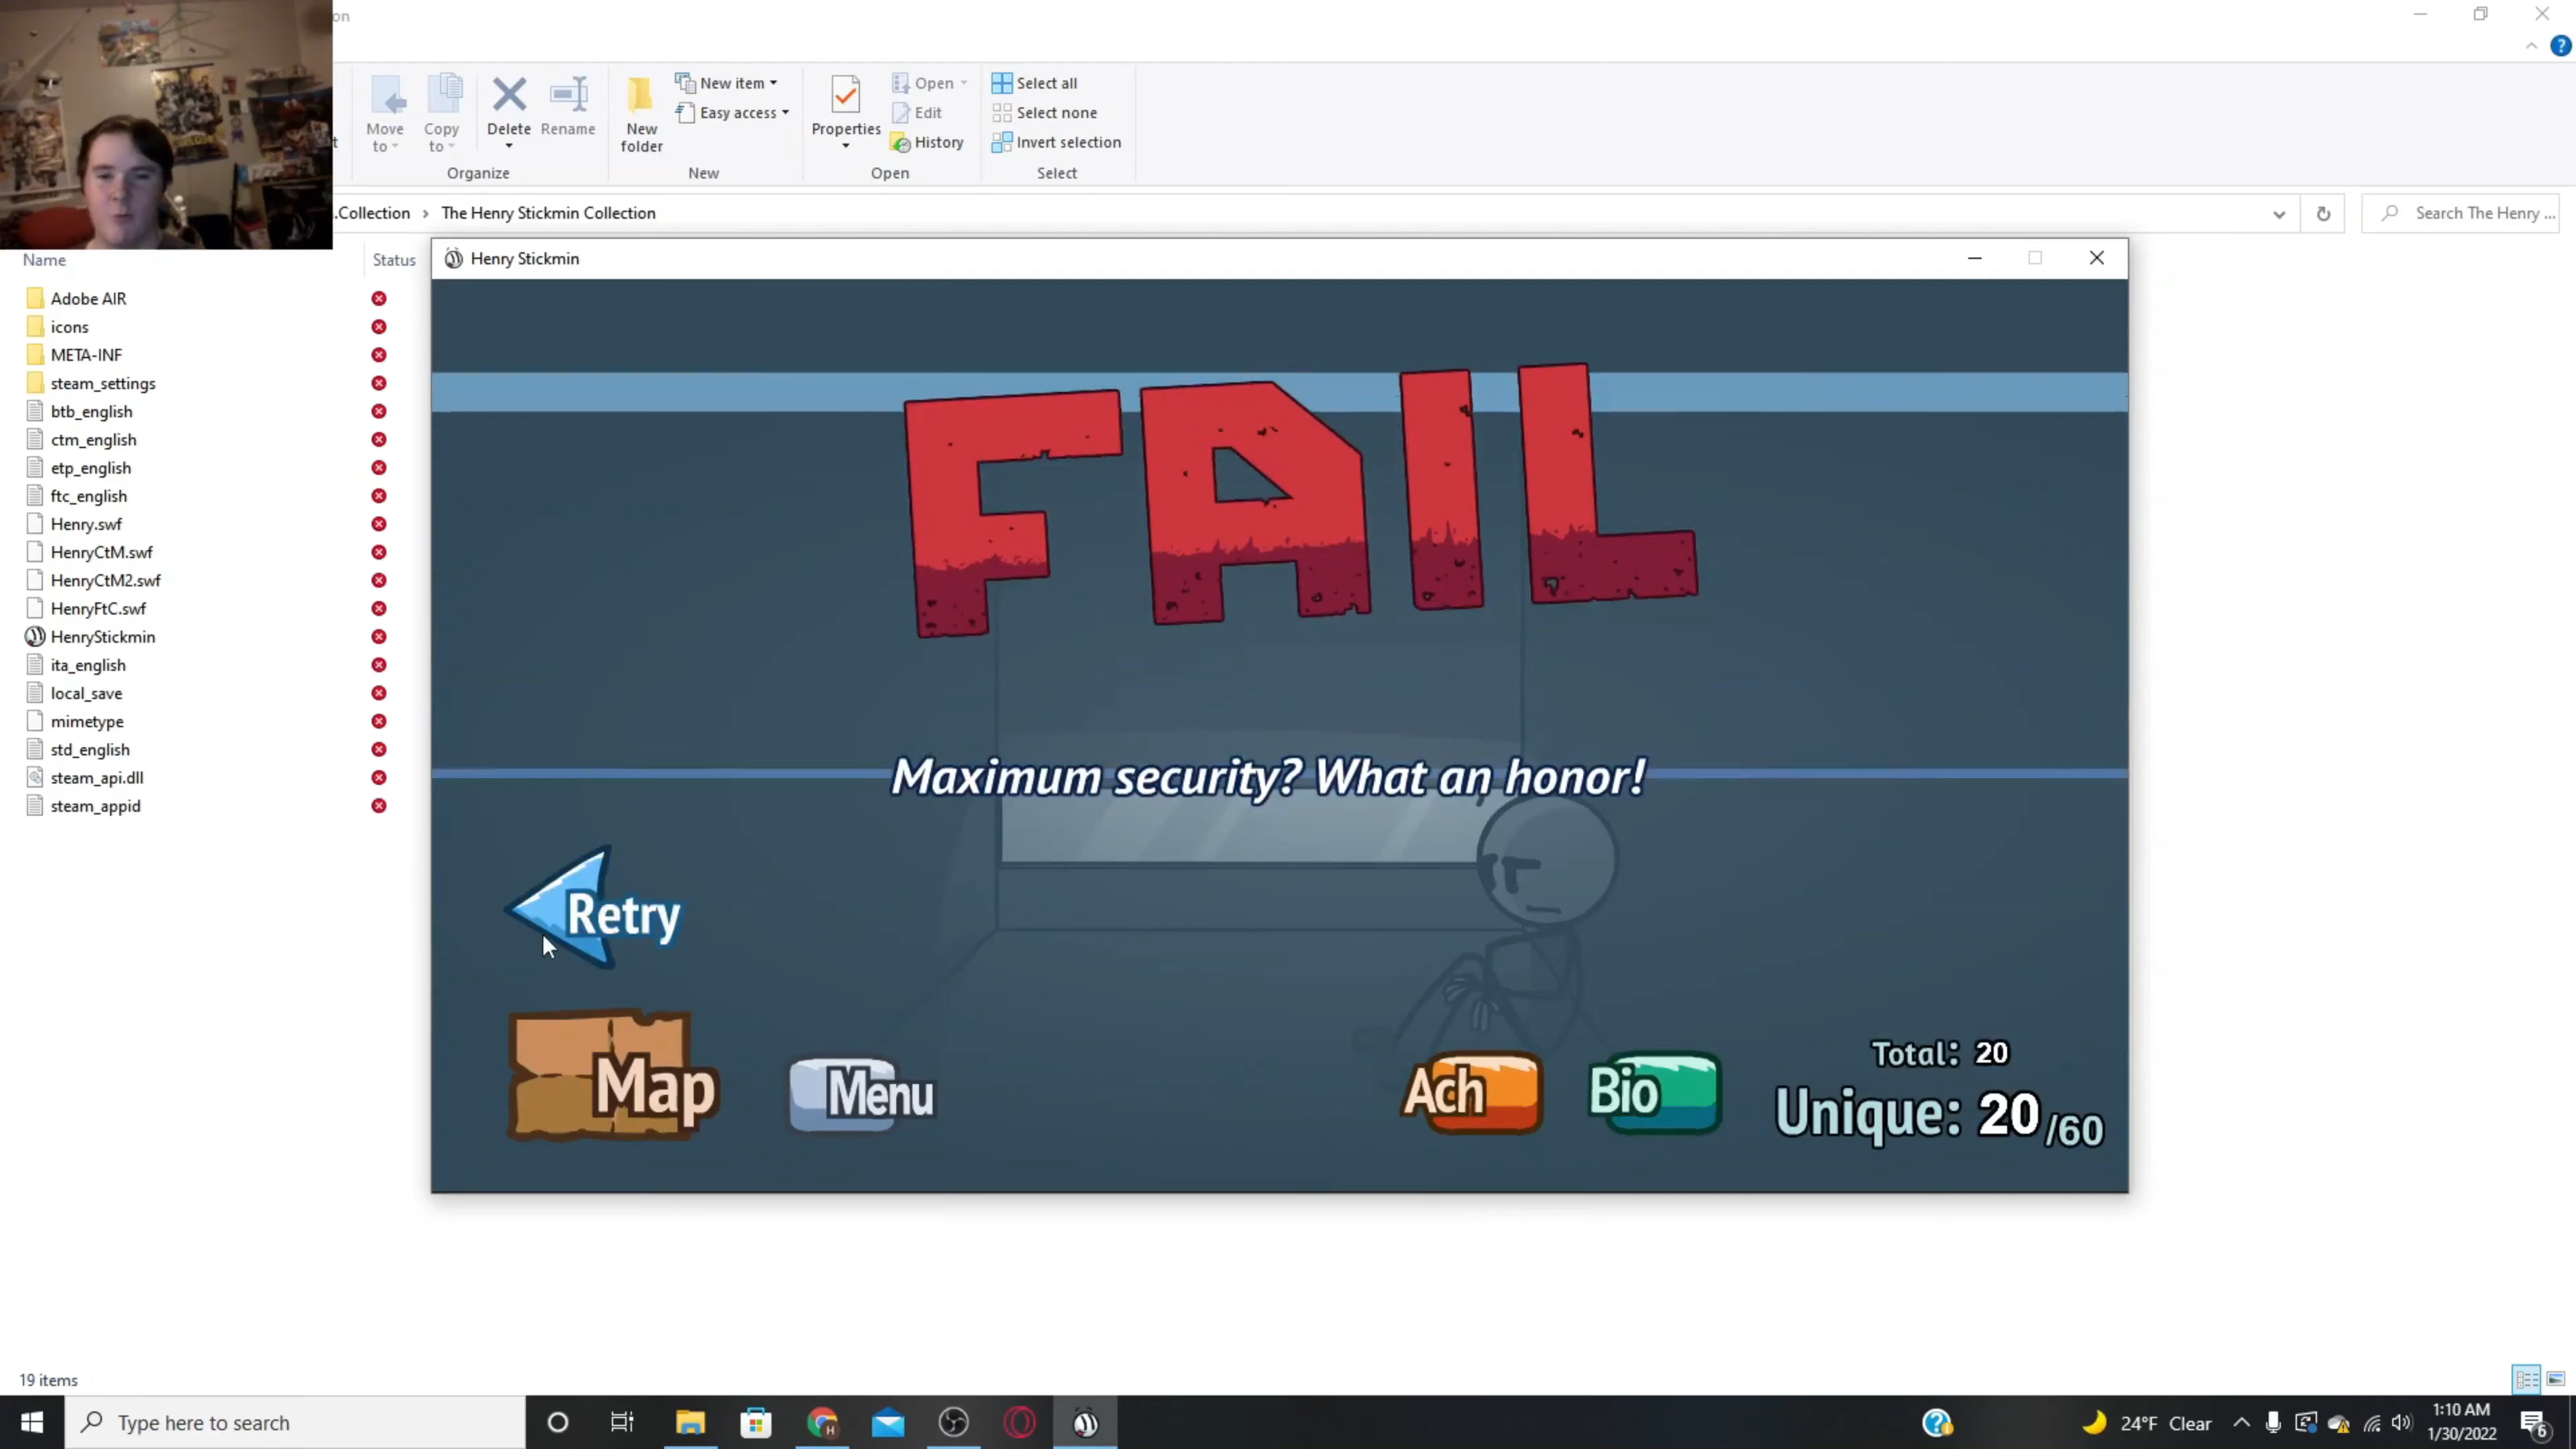 on
Move to
Copy to
Delete
Rename
New folder
New item
Easy access
Properties
Open
Edit
History
Select all
Select none
Invert selection
t
Organize
New
Open
Select
.Collection › The Henry Stickmin Collection
Search The Henry ...
Name
Status
Henry Stickmin
Adobe AIR
icons
META-INF
steam_settings
btb_english
ctm_english
etp_english
ftc_english
Henry.swf
HenryCtM.swf
HenryCtM2.swf
HenryFtC.swf
HenryStickmin
ita_english
local_save
mimetype
std_english
steam_api.dll
steam_appid
FAIL
Maximum security? What an honor!
Retry
Map
Menu
Ach
Bio
Total: 20
Unique: 20/60
19 items
Type here to search
24°F Clear
1:10 AM
1/30/2022
6